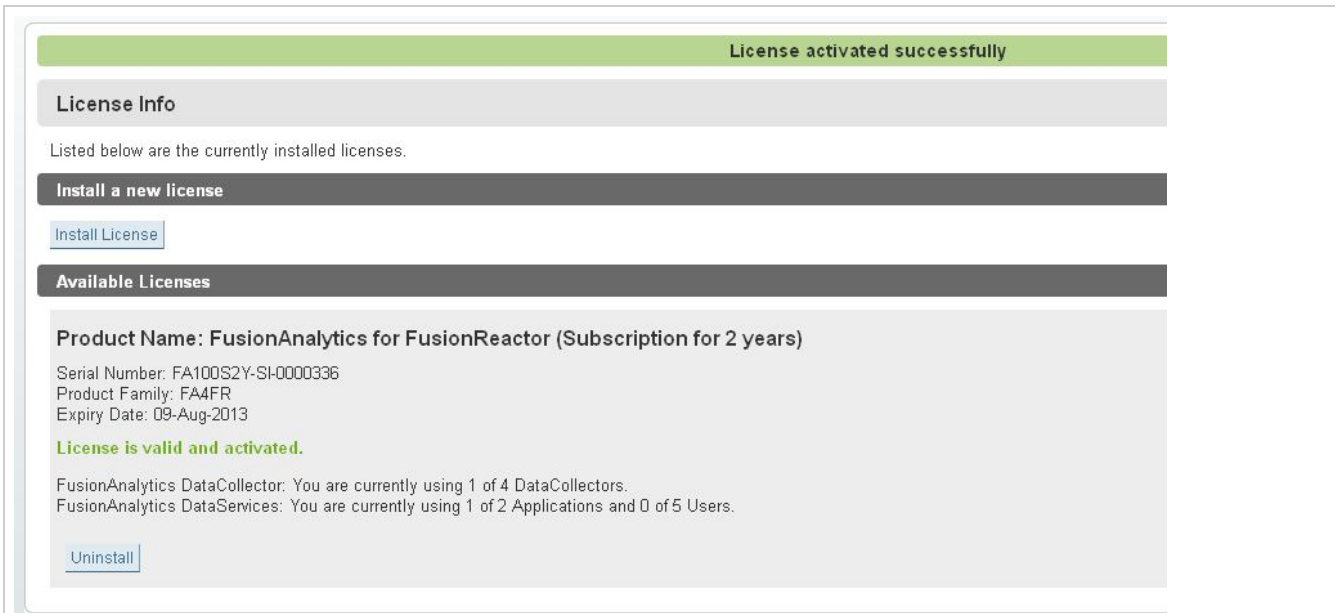 License activated successfully
License Info
Listed below are the currently installed licenses.
Install a new license
Install License
Available Licenses
Product Name: FusionAnalytics for FusionReactor (Subscription for 2 years)
Serial Number: FA100S2Y-SI-0000336
Product Family: FA4FR
Expiry Date: 09-Aug-2013
License is valid and activated.
FusionAnalytics DataCollector: You are currently using 1 of 4 DataCollectors.
FusionAnalytics DataServices: You are currently using 1 of 2 Applications and 0 of 5 Users.
Uninstall